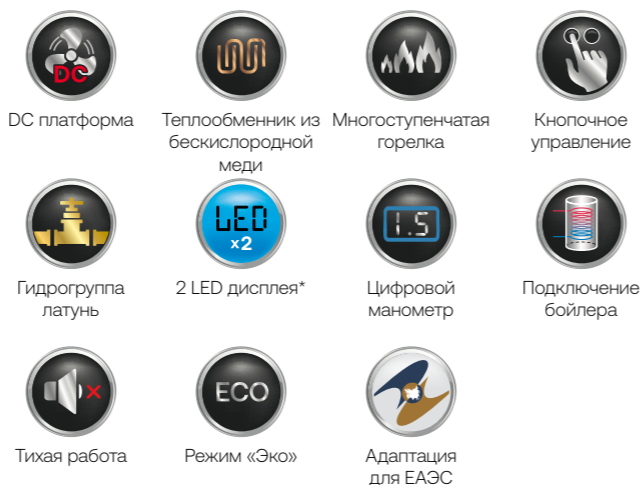 DC
DC платформа
Теплообменник из
бескислородной
меди
Многоступенчатая
горелка
Кнопочное
управление
Гидрогруппа
латунь
LED
x2
2 LED дисплея*
1.5
Цифровой
манометр
Подключение
бойлера
Тихая работа
ECO
Режим «Эко»
Адаптация
для ЕАЭС